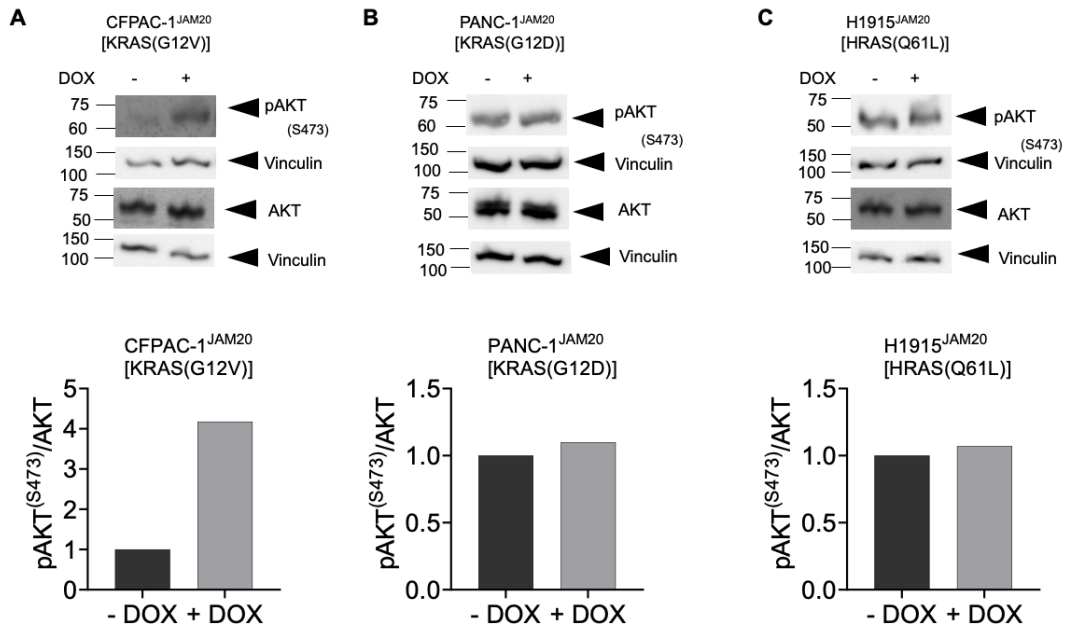 A
CFPAC-1JAM20
[KRAS(G12V)]
DOX - +
75
60
pAKT
(S473)
150
100
Vinculin
75
50
AKT
150
100
Vinculin
B
PANC-1JAM20
[KRAS(G12D)]
DOX - +
75
60
pAKT
(S473)
150
100
Vinculin
75
50
AKT
150
100
Vinculin
C
H1915JAM20
[HRAS(Q61L)]
DOX - +
75
50
pAKT
(S473)
150
100
Vinculin
75
50
AKT
150
100
Vinculin
CFPAC-1JAM20
[KRAS(G12V)]
pAKT(S473)/AKT
5
4
3
2
1
0
- DOX + DOX
PANC-1JAM20
[KRAS(G12D)]
pAKT(S473)/AKT
1.5
1.0
0.5
0.0
- DOX + DOX
H1915JAM20
[HRAS(Q61L)]
pAKT(S473)/AKT
1.5
1.0
0.5
0.0
- DOX + DOX